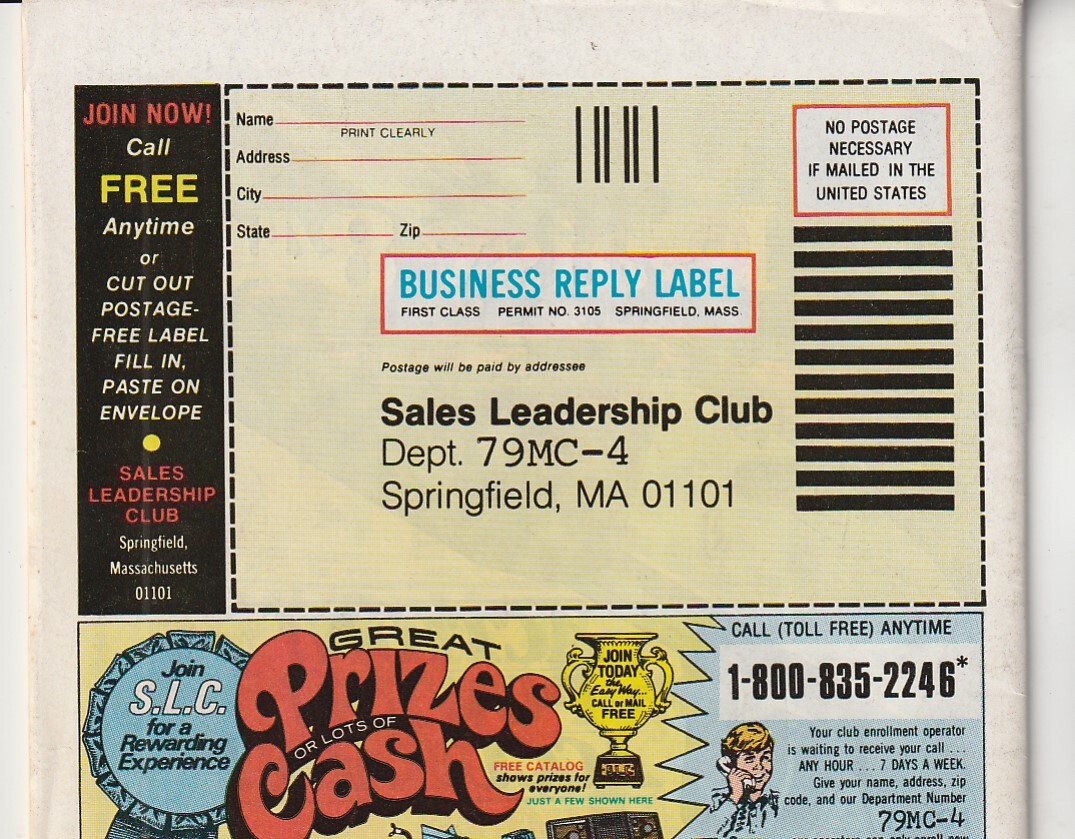 JOIN NOW!
Call
FREE
Anytime
or
CUT OUT
POSTAGE-
FREE LABEL
FILL IN,
PASTE ON
ENVELOPE
SALES
LEADERSHIP
CLUB
Springfield,
Massachusetts
01101
Name
PRINT CLEARLY
Address
City
State Zip
NO POSTAGE
NECESSARY
IF MAILED IN THE
UNITED STATES
BUSINESS REPLY LABEL
FIRST CLASS PERMIT NO. 3105 SPRINGFIELD, MASS.
Postage will be paid by addressee
Sales Leadership Club
Dept. 79MC-4
Springfield, MA 01101
Join
S.L.C.
for a
Rewarding
Experience
GREAT
Prizes
OR LOTS OF
Cash
FREE CATALOG
shows prizes for
everyone!
JUST A FEW SHOWN HERE
JOIN
TODAY
the
Easy Way...
CALL or MAIL
FREE
CALL (TOLL FREE) ANYTIME
1-800-835-2246*
Your club enrollment operator
is waiting to receive your call . . .
ANY HOUR . . . 7 DAYS A WEEK.
Give your name, address, zip
code, and our Department Number
79MC-4